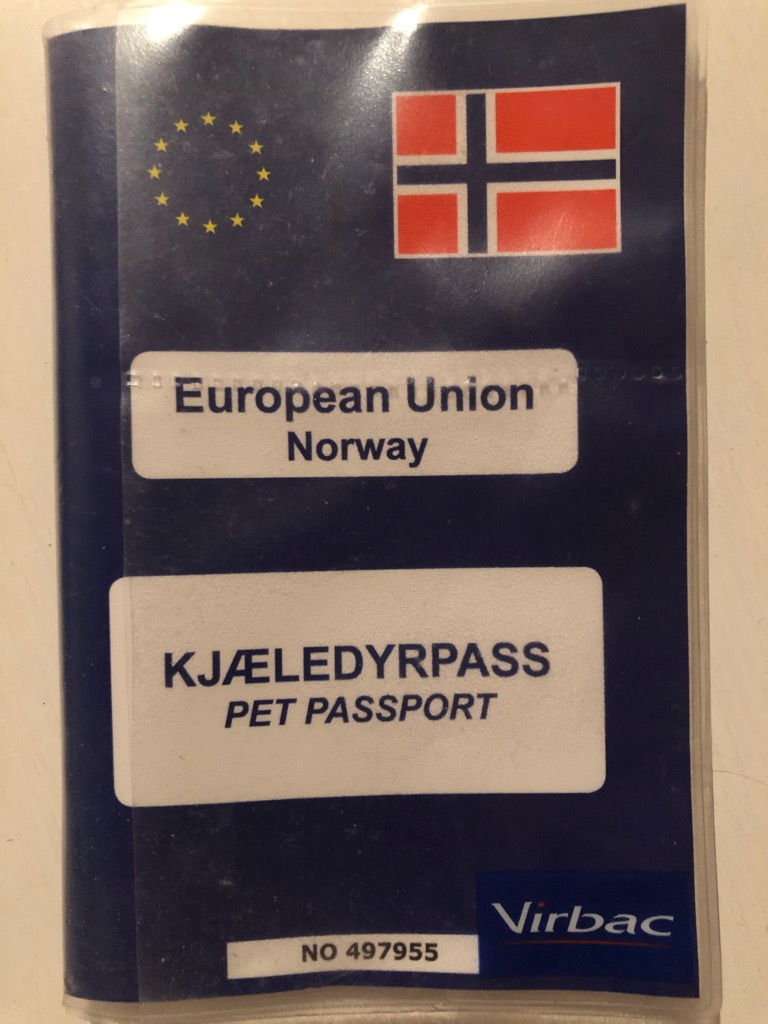 European Union
Norway
KJÆLEDYRPASS
PET PASSPORT
Virbac
NO 497955